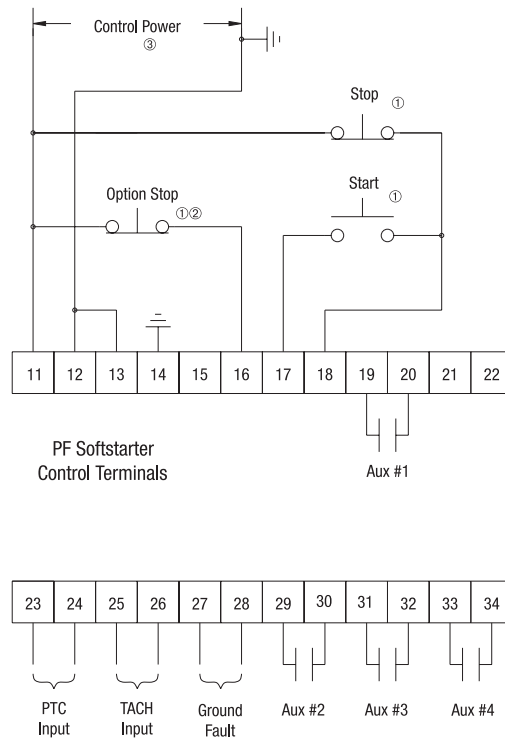 Control Power
③
Stop ①
Start ①
Option Stop ①②
11 12 13 14 15 16 17 18 19 20 21 22
PF Softstarter
Control Terminals
Aux #1
23 24 25 26 27 28 29 30 31 32 33 34
PTC
Input
TACH
Input
Ground
Fault
Aux #2
Aux #3
Aux #4